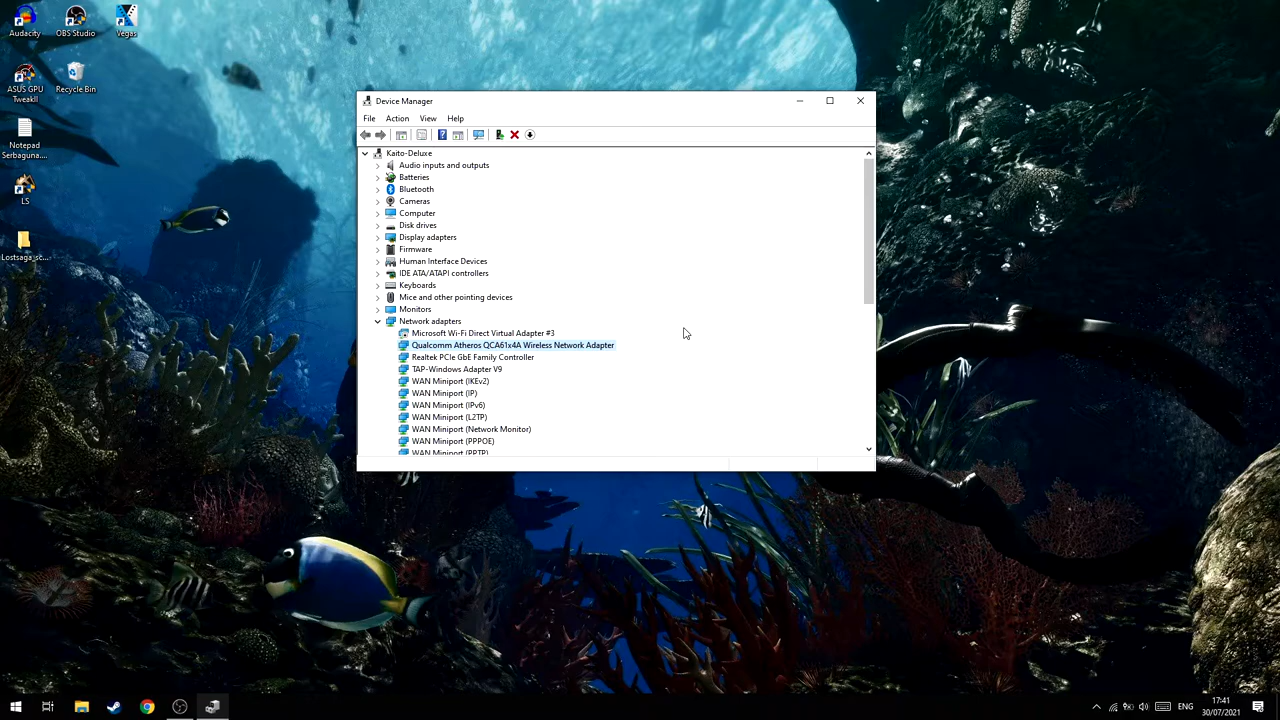 Audacity
OBS Studio
Vegas
ASUS GPU
TweakII
Recycle Bin
Notepad
Serbaguna....
LS
Lostsaga_sc...
Device Manager
File Action View Help
Kaito-Deluxe
Audio inputs and outputs
Batteries
Bluetooth
Cameras
Computer
Disk drives
Display adapters
Firmware
Human Interface Devices
IDE ATA/ATAPI controllers
Keyboards
Mice and other pointing devices
Monitors
Network adapters
Microsoft Wi-Fi Direct Virtual Adapter #3
Qualcomm Atheros QCA61x4A Wireless Network Adapter
Realtek PCIe GbE Family Controller
TAP-Windows Adapter V9
WAN Miniport (IKEv2)
WAN Miniport (IP)
WAN Miniport (IPv6)
WAN Miniport (L2TP)
WAN Miniport (Network Monitor)
WAN Miniport (PPPOE)
WAN Miniport (PPTP)
ENG
17:41
30/07/2021